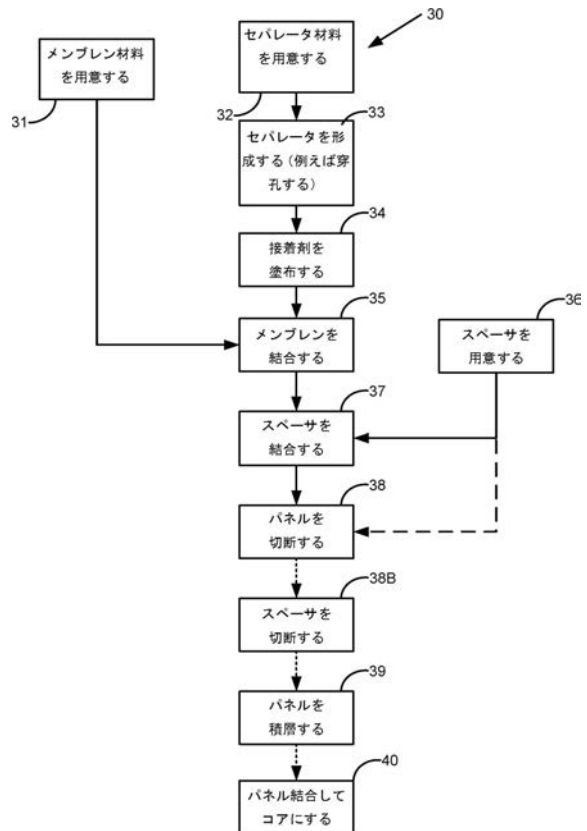 30
メンブレン材料
を用意する
31
セパレータ材料
を用意する
32
33
セパレータを形
成する(例えば穿
孔する)
34
接着剤を
塗布する
35
メンブレンを
結合する
36
スペーサを
用意する
37
スペーサを
結合する
38
パネルを
切断する
38B
スペーサを
切断する
39
パネルを
積層する
40
パネル結合して
コアにする